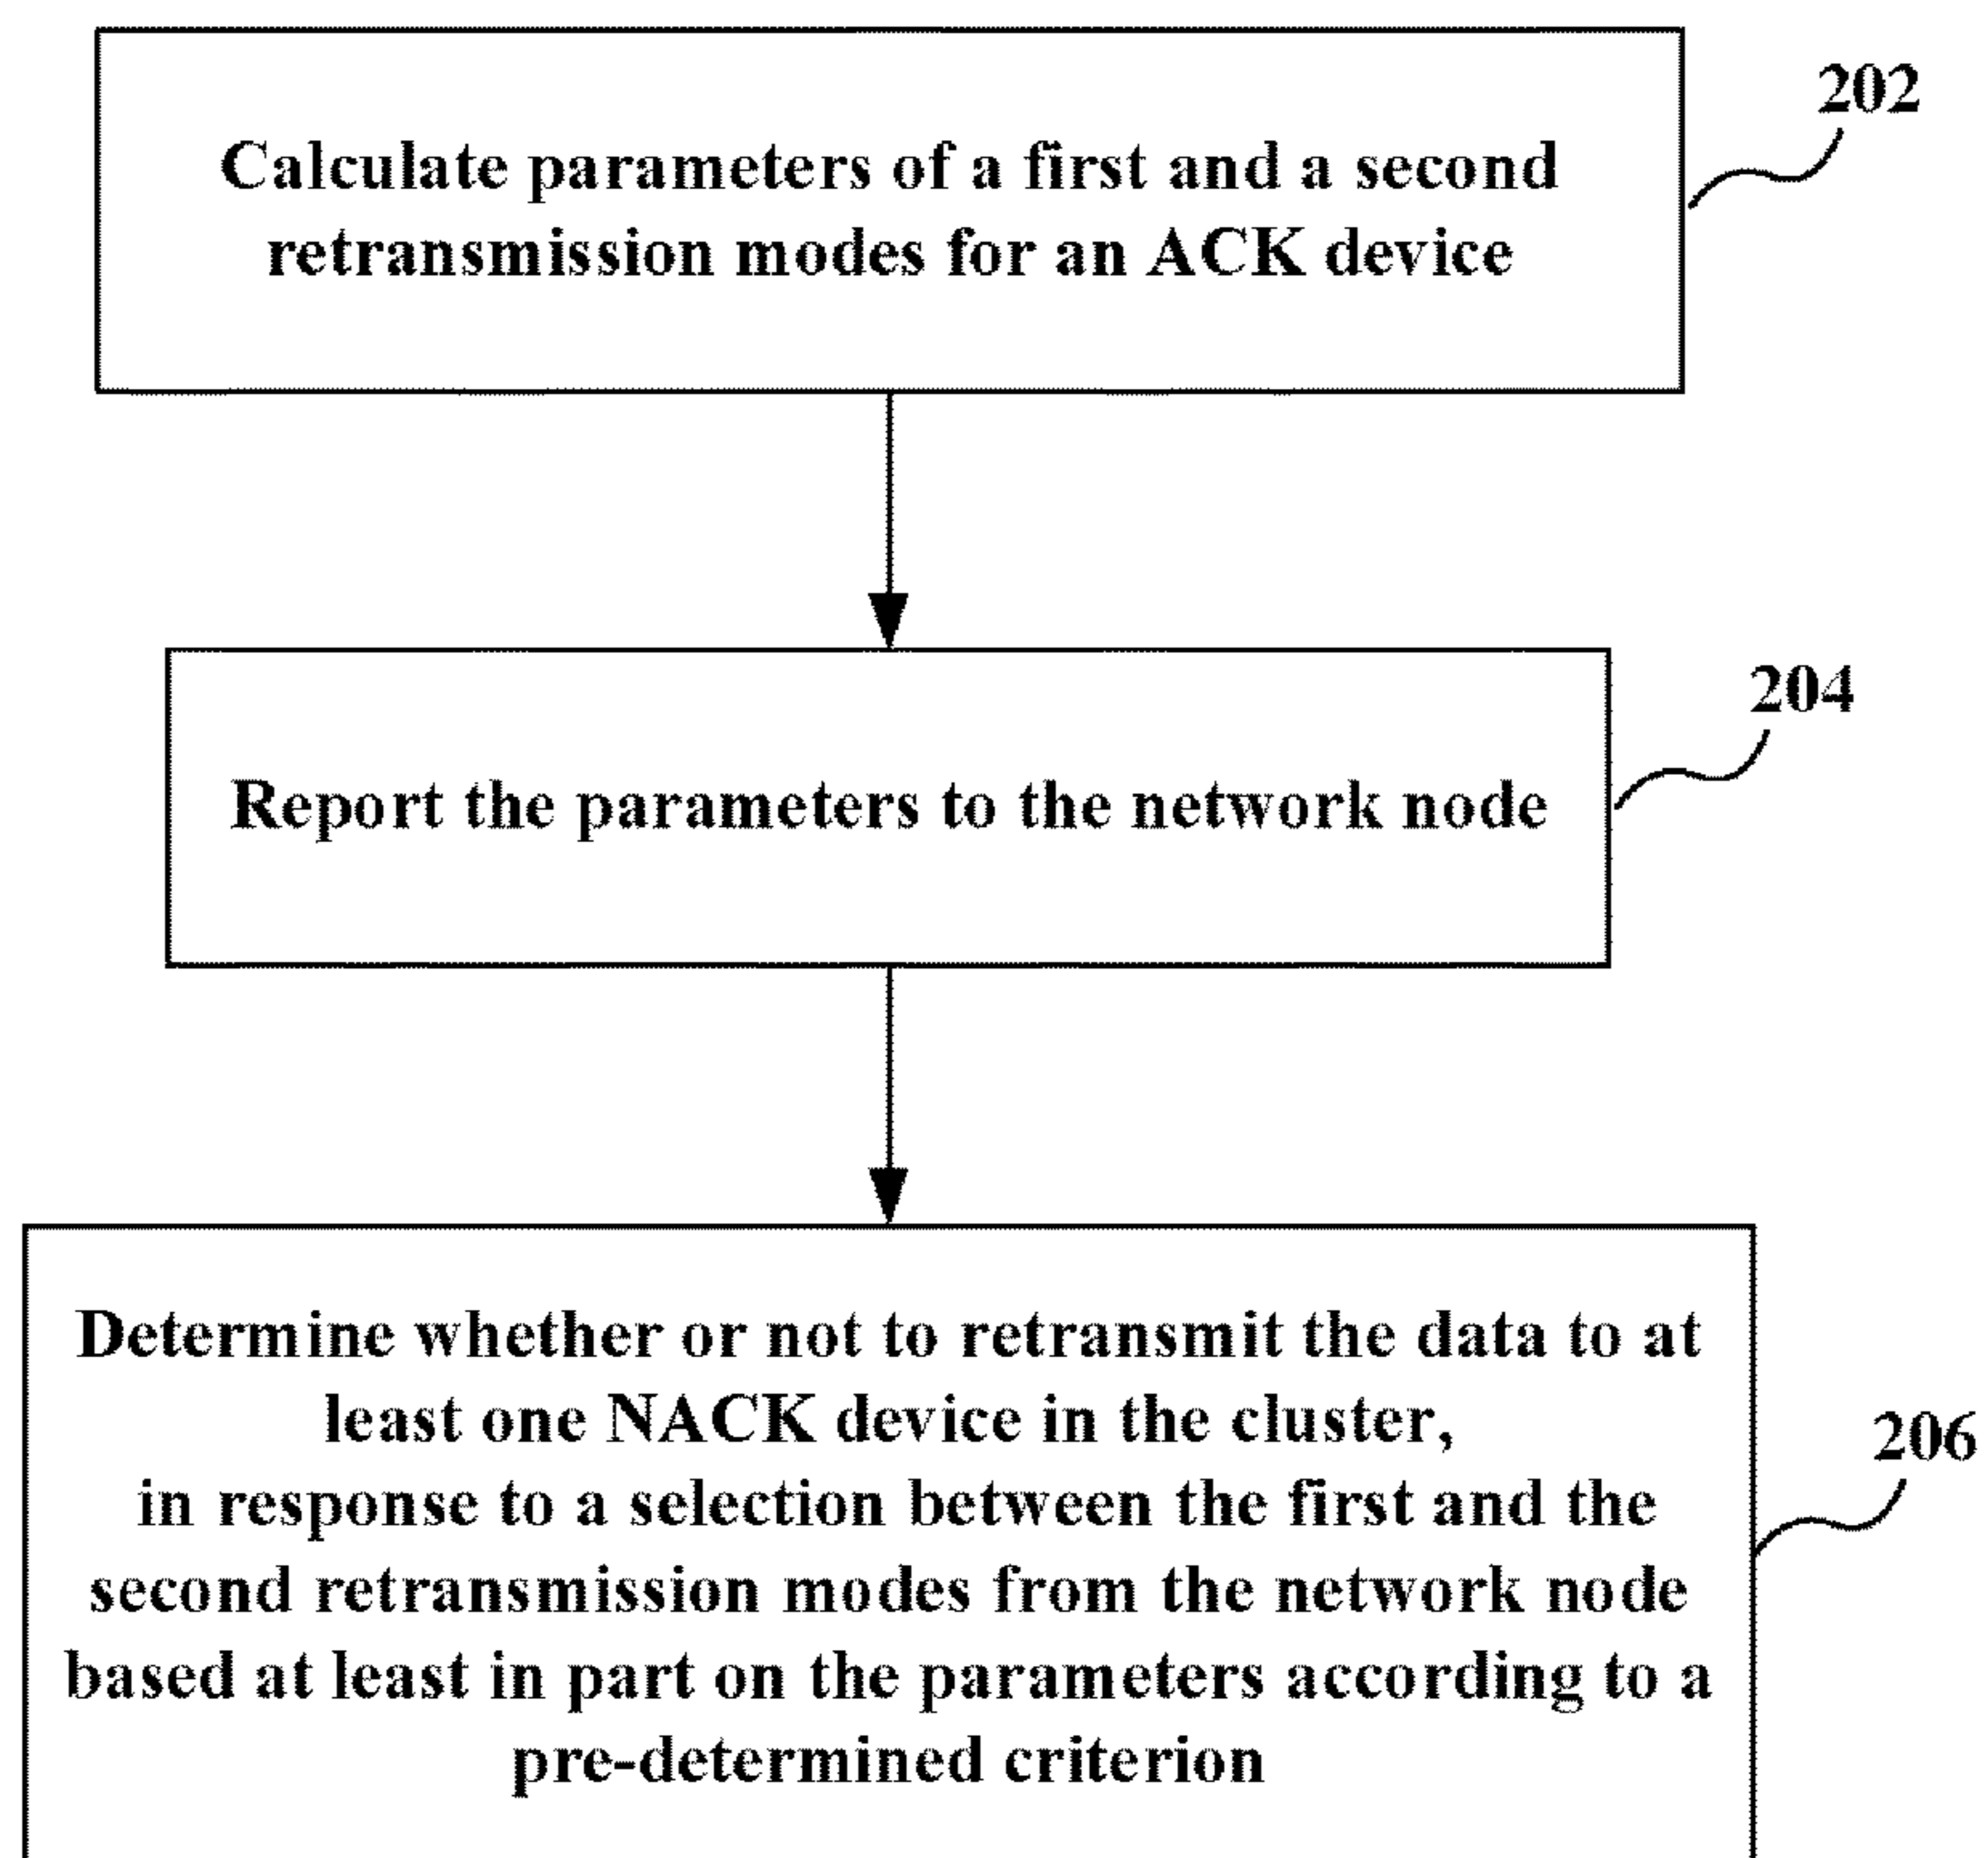 202
Calculate parameters of a first and a second
retransmission modes for an ACK device
204
Report the parameters to the network node
Determine whether or not to retransmit the data to at
least one NACK device in the cluster,
in response to a selection between the first and the
second retransmission modes from the network node
based at least in part on the parameters according to a
pre-determined criterion
206